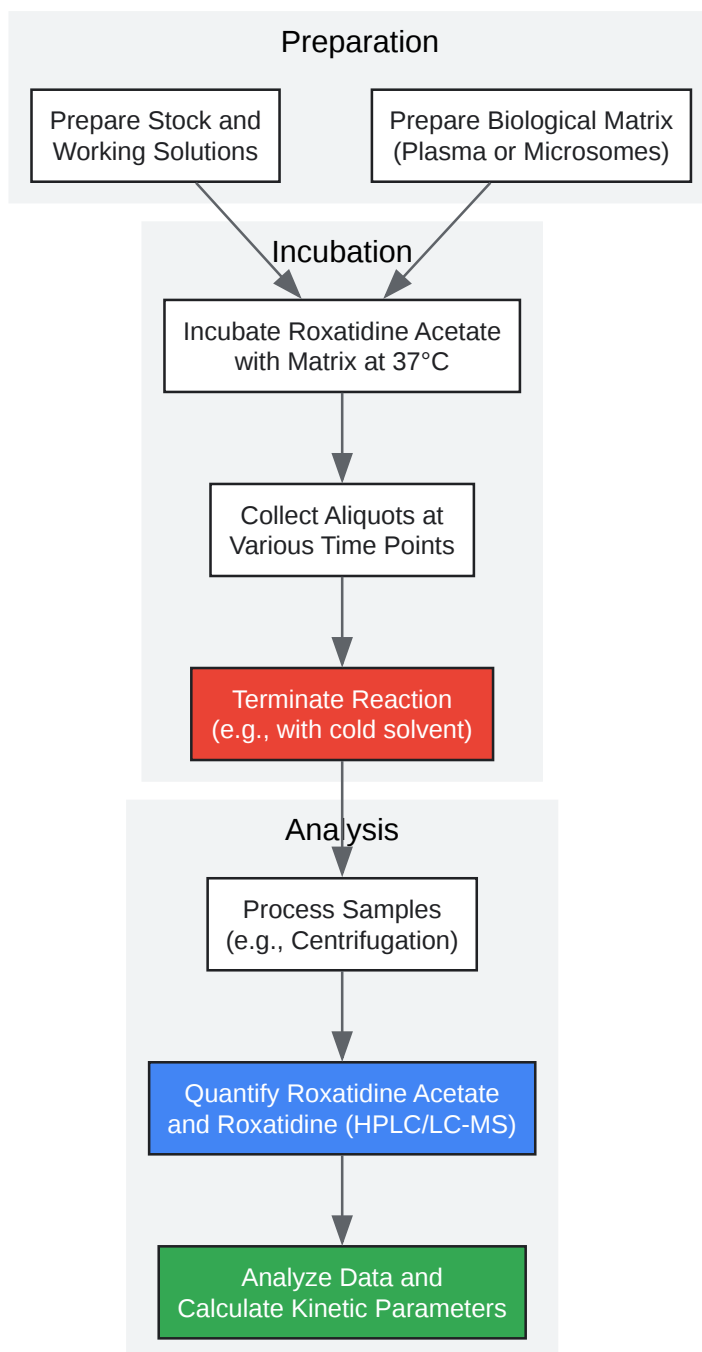 Preparation
Prepare Stock and
Working Solutions
Prepare Biological Matrix
(Plasma or Microsomes)
Incubation
Incubate Roxatidine Acetate
with Matrix at 37°C
Collect Aliquots at
Various Time Points
Terminate Reaction
(e.g., with cold solvent)
Analysis
Process Samples
(e.g., Centrifugation)
Quantify Roxatidine Acetate
and Roxatidine (HPLC/LC-MS)
Analyze Data and
Calculate Kinetic Parameters